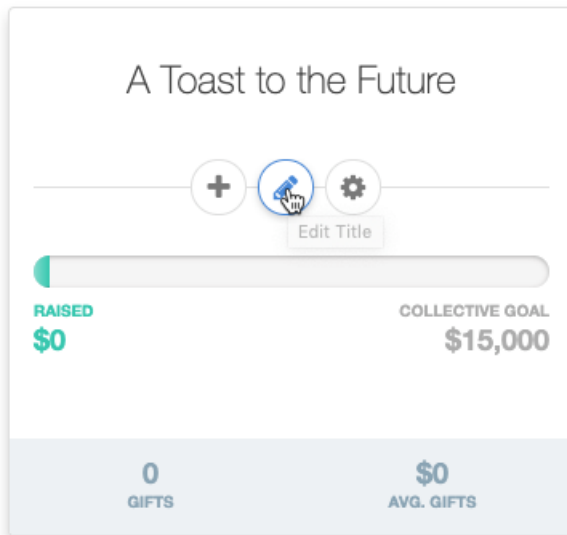 A Toast to the Future
Edit Title
RAISED
COLLECTIVE GOAL
$0
$15,000
0
$0
GIFTS
AVG. GIFTS